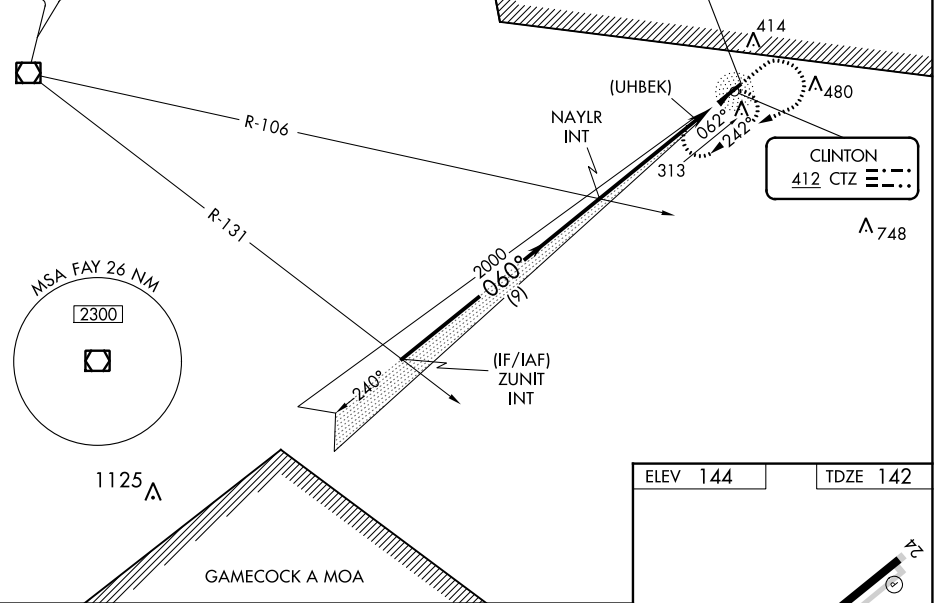 414
480
(UHBEK)
NAYLR
INT
R-106
062°
242°
313
CLINTON
412 CTZ
748
R-131
2000
060°
(9)
MSA FAY 26 NM
2300
(IF/IAF)
ZUNIT
INT
240°
1125
GAMECOCK A MOA
ELEV 144
TDZE 142
24
P